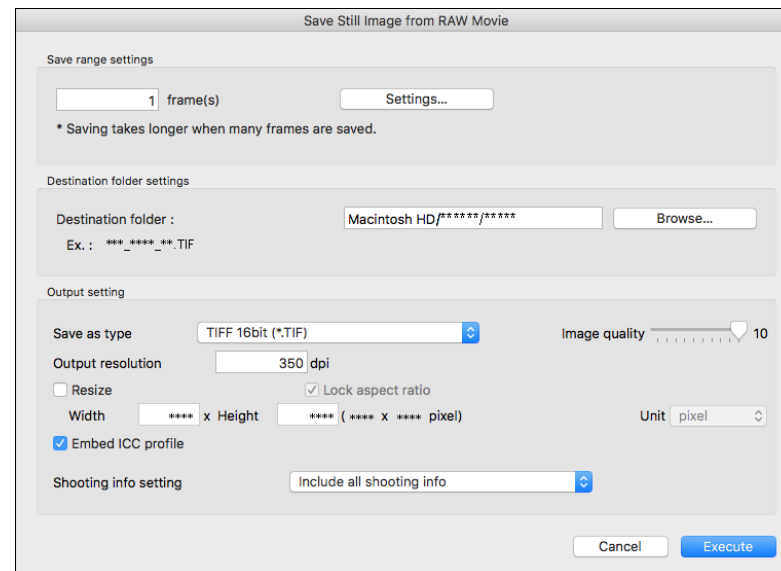 Save Still Image from RAW Movie
Save range settings
1 frame(s) Settings...
* Saving takes longer when many frames are saved.
Destination folder settings
Destination folder : Macintosh HD/******/***** Browse...
Ex. : ***_****_**.TIF
Output setting
Save as type TIFF 16bit (*.TIF) Image quality 10
Output resolution 350 dpi
Resize Lock aspect ratio
Width **** x Height **** ( **** x **** pixel) Unit pixel
Embed ICC profile
Shooting info setting Include all shooting info
Cancel Execute